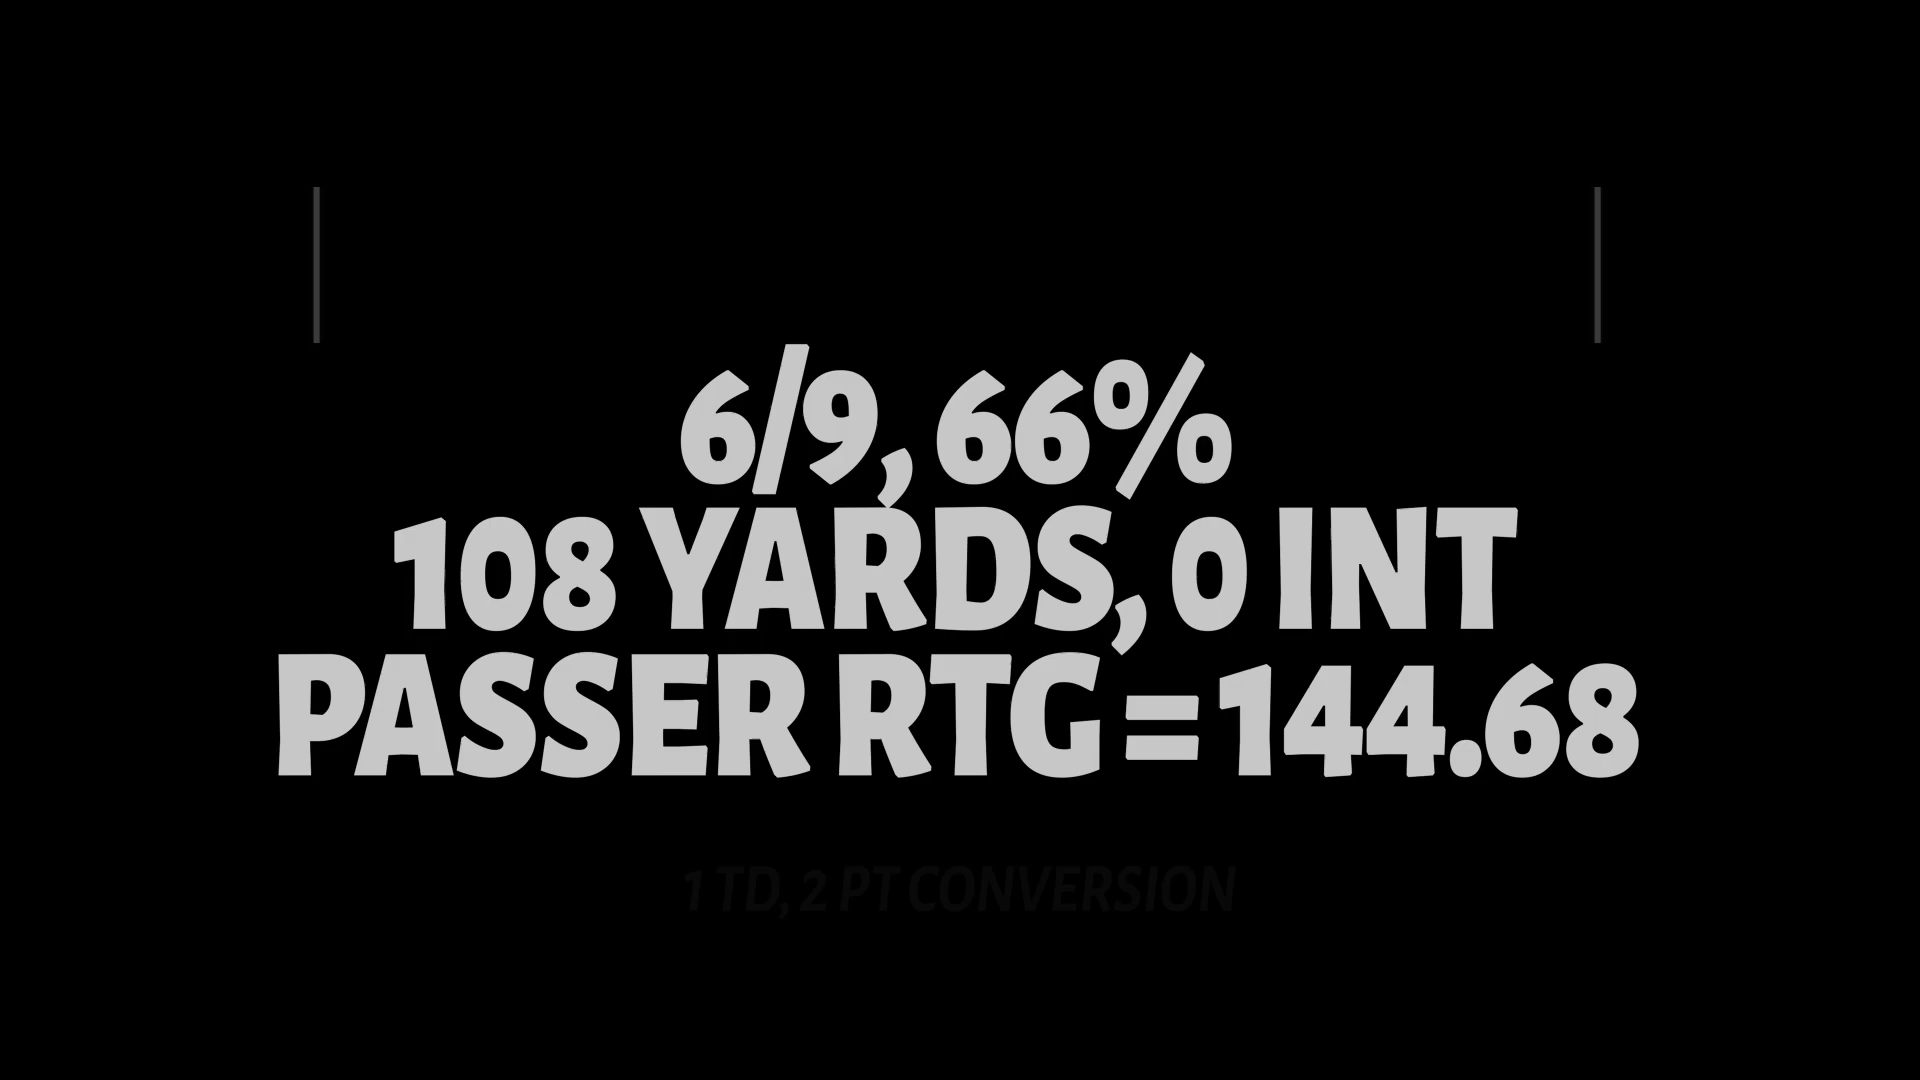 6/9, 66%
108 YARDS, 0 INT
PASSER RTG = 144.68
1 TD, 2 PT CONVERSION